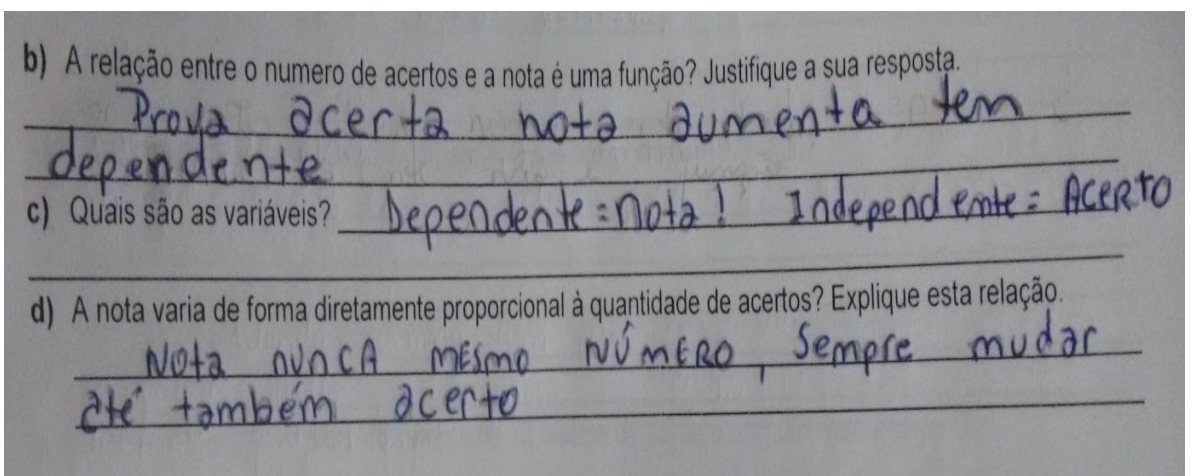 b) A relação entre o numero de acertos e a nota é uma função? Justifique a sua resposta.
Prova acerta nota aumenta tem
dependente
c) Quais são as variáveis? Dependente = nota! Independente = ACERTO
d) A nota varia de forma diretamente proporcional à quantidade de acertos? Explique esta relação.
Nota nunca mesmo número, sempre mudar
até também acerto